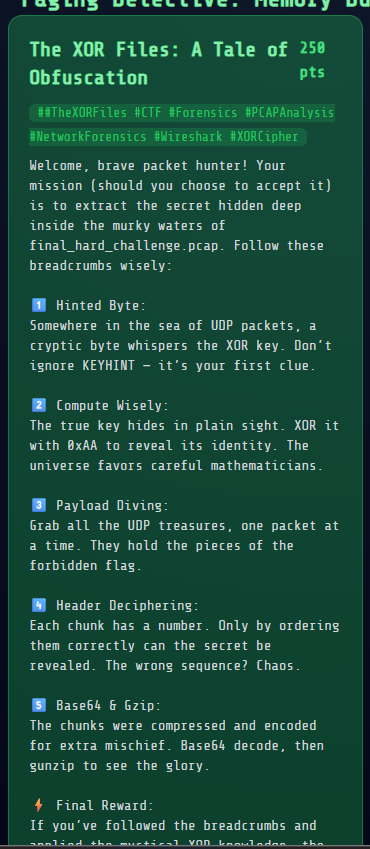 Paging Detective: Memory Du
The XOR Files: A Tale of 250
Obfuscation pts
##TheXORFiles #CTF #Forensics #PCAPAnalysis
#NetworkForensics #Wireshark #XORCipher
Welcome, brave packet hunter! Your
mission (should you choose to accept it)
is to extract the secret hidden deep
inside the murky waters of
final_hard_challenge.pcap. Follow these
breadcrumbs wisely:
1 Hinted Byte:
Somewhere in the sea of UDP packets, a
cryptic byte whispers the XOR key. Don’t
ignore KEYHINT — it’s your first clue.
2 Compute Wisely:
The true key hides in plain sight. XOR it
with 0xAA to reveal its identity. The
universe favors careful mathematicians.
3 Payload Diving:
Grab all the UDP treasures, one packet at
a time. They hold the pieces of the
forbidden flag.
4 Header Deciphering:
Each chunk has a number. Only by ordering
them correctly can the secret be
revealed. The wrong sequence? Chaos.
5 Base64 & Gzip:
The chunks were compressed and encoded
for extra mischief. Base64 decode, then
gunzip to see the glory.
⚡ Final Reward:
If you’ve followed the breadcrumbs and
applied the mystical XOR knowledge, the